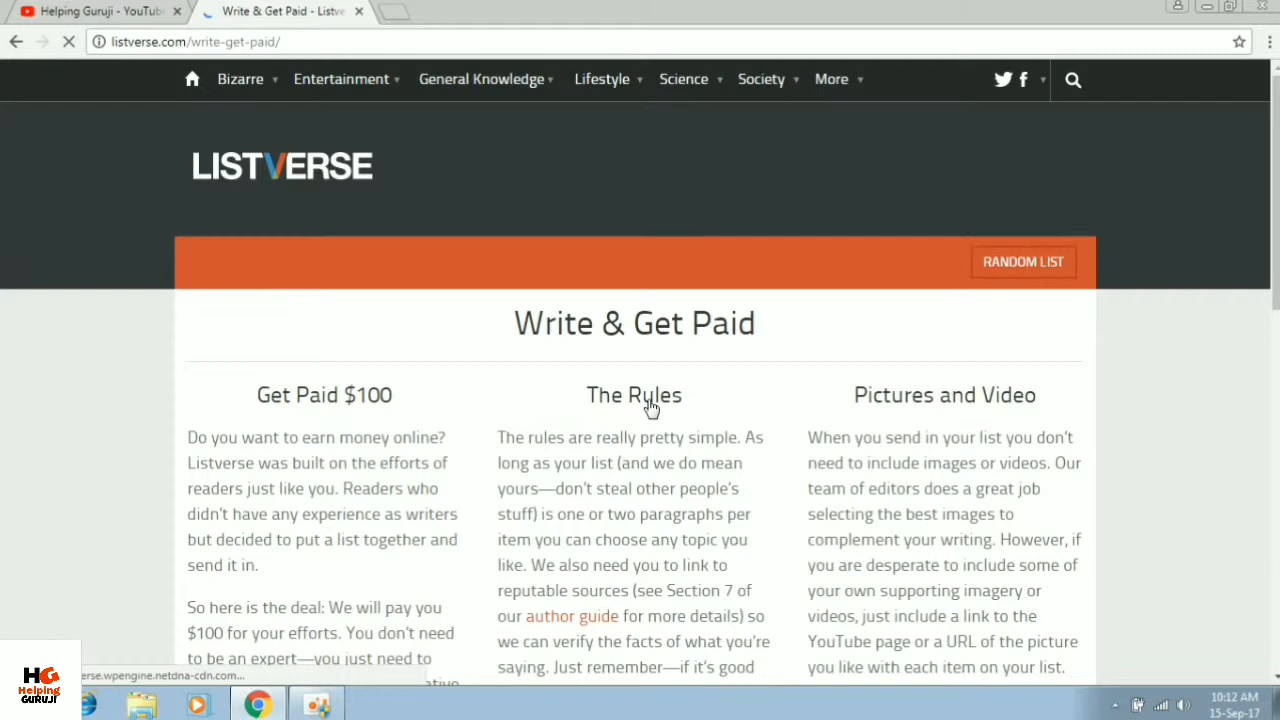 Helping Guruji - YouTub
Write & Get Paid - Listve
listverse.com/write-get-paid/
Bizarre Entertainment General Knowledge Lifestyle Science Society More
LISTVERSE
RANDOM LIST
Write & Get Paid
Get Paid $100
Do you want to earn money online?
Listverse was built on the efforts of
readers just like you. Readers who
didn't have any experience as writers
but decided to put a list together and
send it in.
So here is the deal: We will pay you
$100 for your efforts. You don't need
to be an expert—you just need to
The Rules
The rules are really pretty simple. As
long as your list (and we do mean
yours—don't steal other people's
stuff) is one or two paragraphs per
item you can choose any topic you
like. We also need you to link to
reputable sources (see Section 7 of
our author guide for more details) so
we can verify the facts of what you're
saying. Just remember—if it's good
Pictures and Video
When you send in your list you don't
need to include images or videos. Our
team of editors does a great job
selecting the best images to
complement your writing. However, if
you are desperate to include some of
your own supporting imagery or
videos, just include a link to the
YouTube page or a URL of the picture
you like with each item on your list.
verse.wpengine.netdna-cdn.com...
HG
Helping
GURUJI
10:12 AM
15-Sep-17